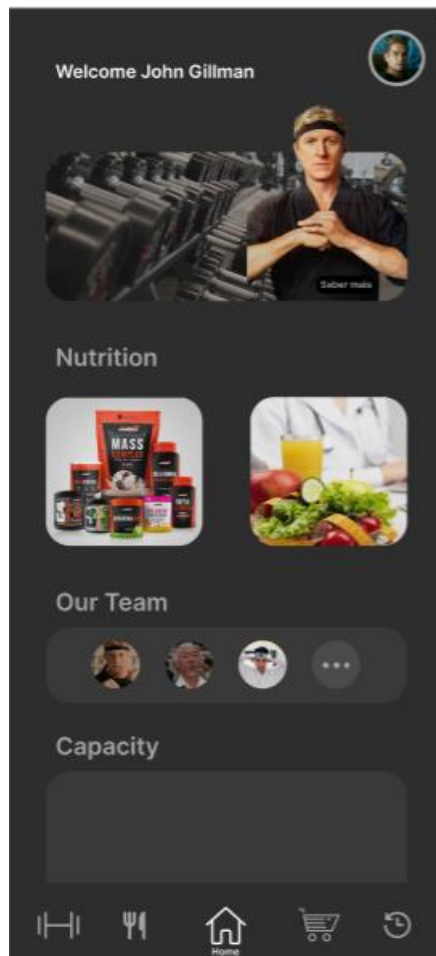 Welcome John Gillman
Saber mais
Nutrition
MASS
Our Team
Capacity
Home